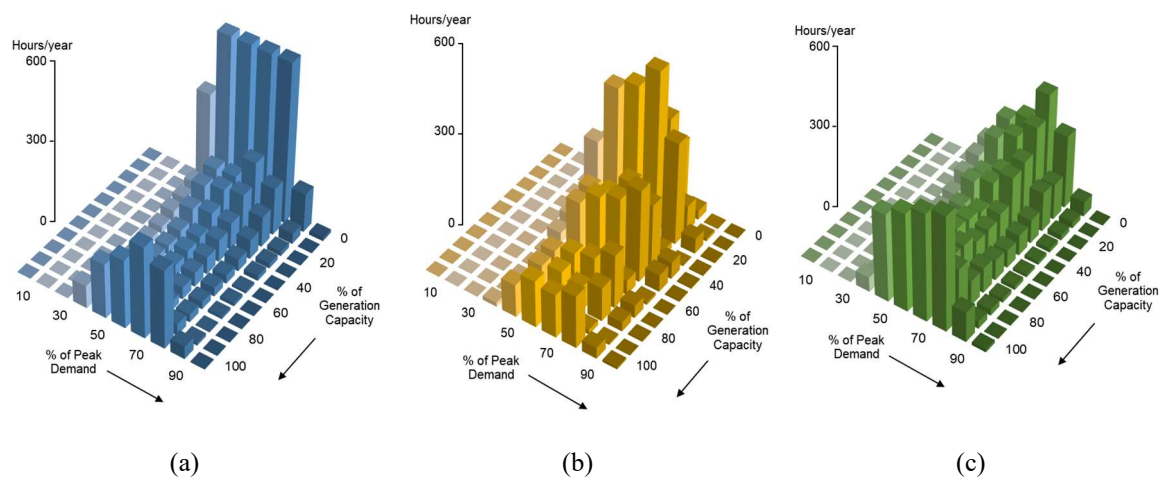 Hours/year
600
300
0
10
30
50
70
90
% of Peak
Demand
0
20
40
60
80
100
% of
Generation
Capacity
(a)
Hours/year
600
300
0
10
30
50
70
90
% of Peak
Demand
0
20
40
60
80
100
% of
Generation
Capacity
(b)
Hours/year
600
300
0
10
30
50
70
90
% of Peak
Demand
0
20
40
60
80
100
% of
Generation
Capacity
(c)